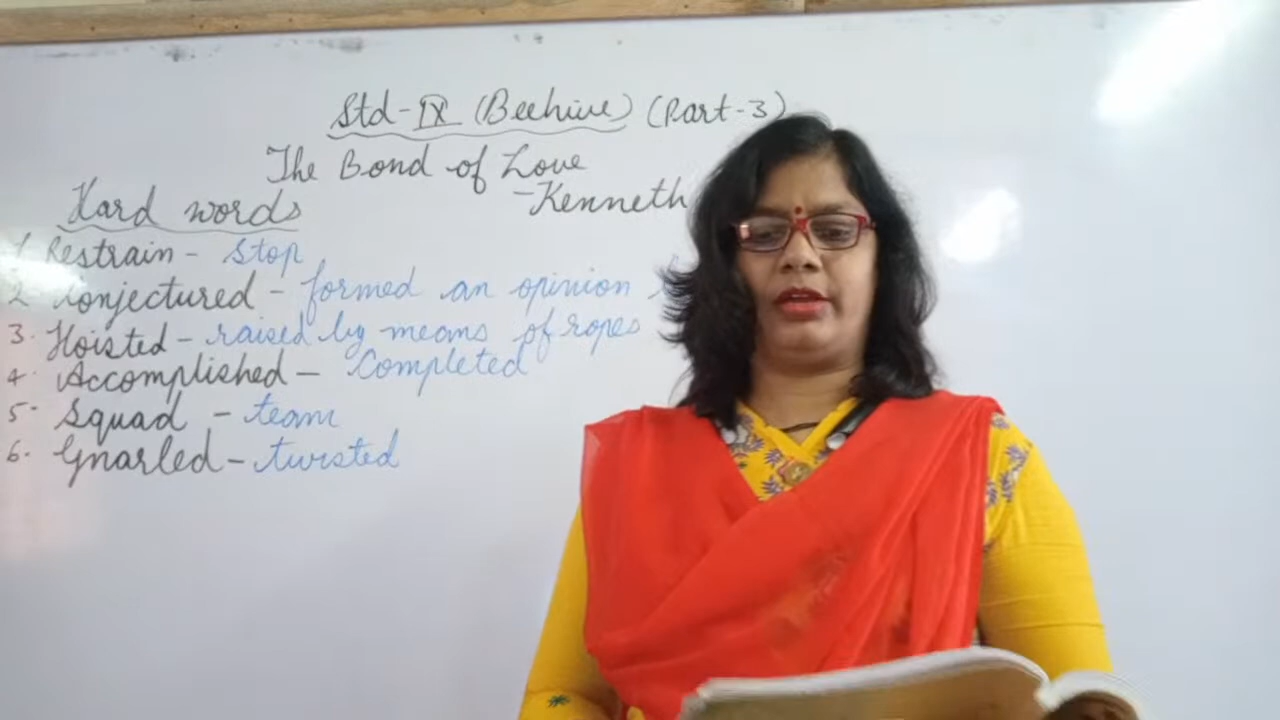 Std-IX (Beehive) (Part-3)
The Bond of Love
-Kenneth
Hard words
1. Restrain - Stop
2. Conjectured - formed an opinion
3. Hoisted - raised by means of ropes
4. Accomplished - Completed
5. Squad - team
6. Gnarled - twisted